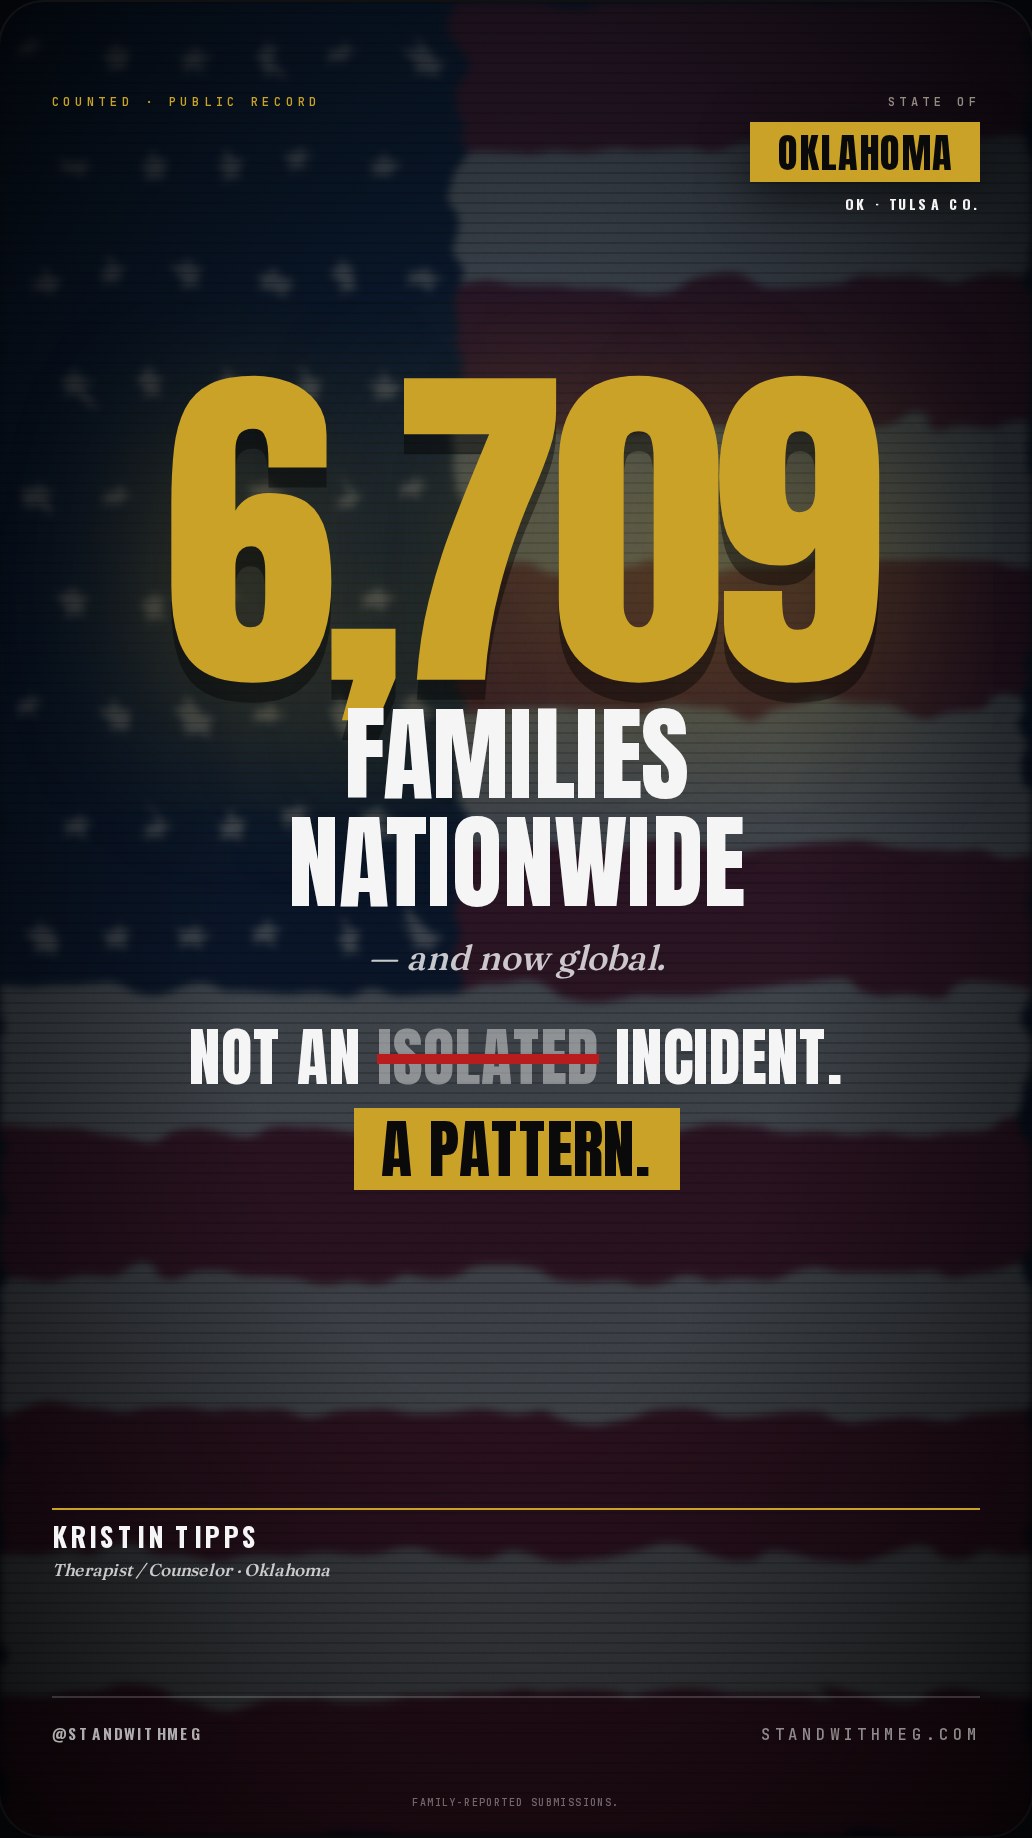 COUNTED · PUBLIC RECORD
STATE OF
OKLAHOMA
OK · TULSA CO.
6,709
FAMILIES
NATIONWIDE
— and now global.
NOT AN ISOLATED INCIDENT.
A PATTERN.
KRISTIN TIPPS
Therapist / Counselor · Oklahoma
@STANDWITHMEG
STANDWITHMEG.COM
FAMILY-REPORTED SUBMISSIONS.